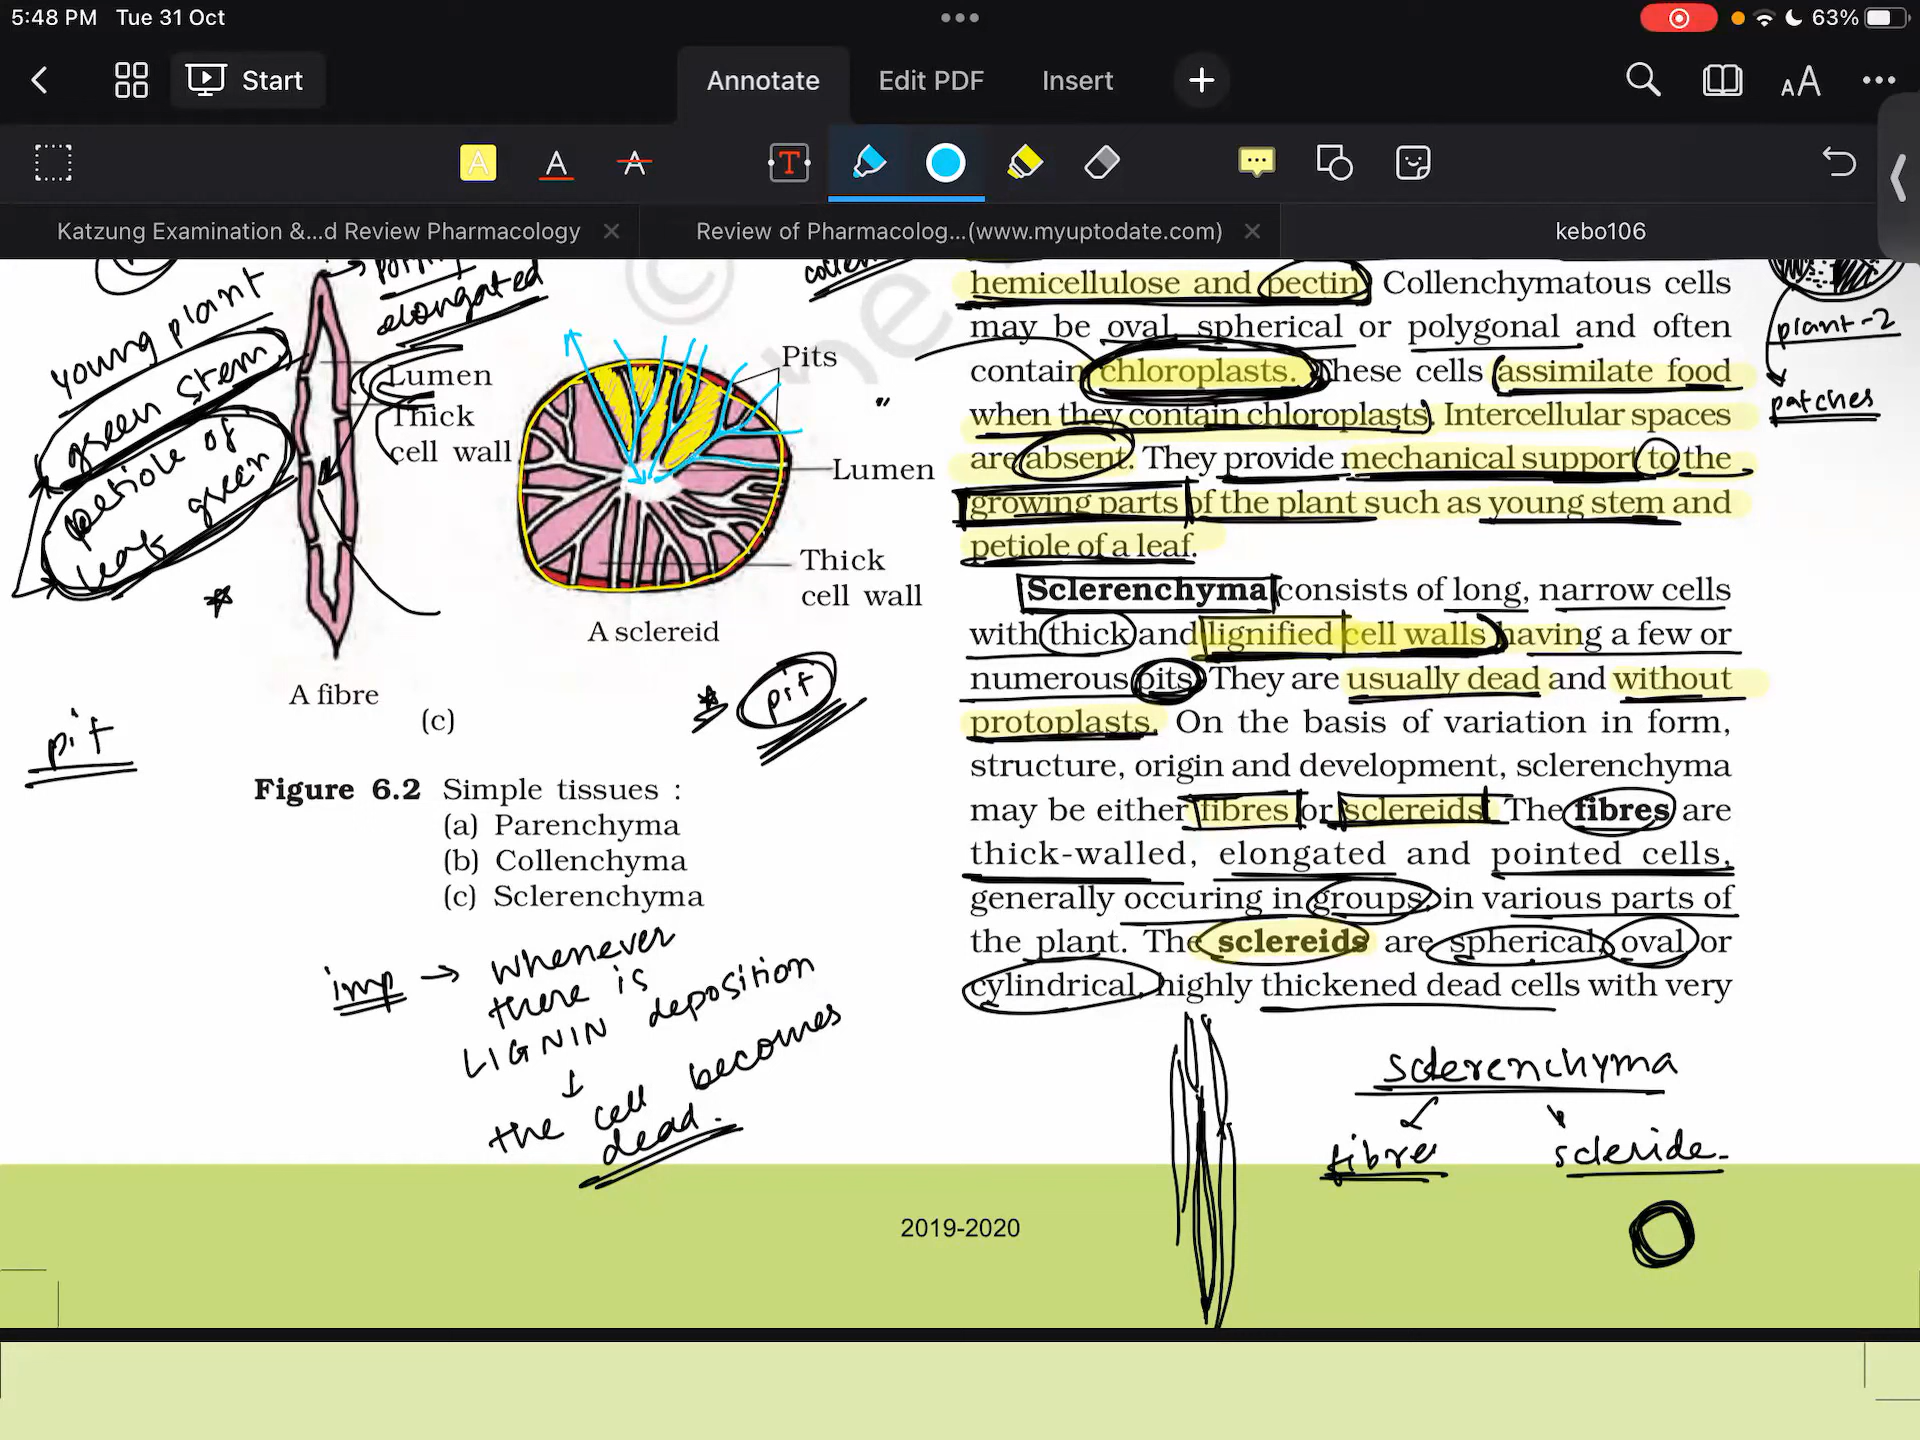 5:48 PM Tue 31 Oct
63%
Start
Annotate
Edit PDF
Insert
Katzung Examination &...d Review Pharmacology
Review of Pharmacolog...(www.myuptodate.com)
kebo106
young plant
green stem
petiole of
leaf green
elongated
Lumen
Thick
cell wall
A fibre
(c)
pit
Pits
Lumen
Thick
cell wall
A sclereid
pit
Figure 6.2 Simple tissues :
(a) Parenchyma
(b) Collenchyma
(c) Sclerenchyma
imp → Whenever
there is
LIGNIN deposition
↓
the cell becomes
dead.
hemicellulose and pectin. Collenchymatous cells
may be oval, spherical or polygonal and often
contain chloroplasts. These cells assimilate food
when they contain chloroplasts. Intercellular spaces
are absent. They provide mechanical support to the
growing parts of the plant such as young stem and
petiole of a leaf.
Sclerenchyma consists of long, narrow cells
with thick and lignified cell walls having a few or
numerous pits. They are usually dead and without
protoplasts. On the basis of variation in form,
structure, origin and development, sclerenchyma
may be either fibres or sclereids. The fibres are
thick-walled, elongated and pointed cells,
generally occuring in groups, in various parts of
the plant. The sclereids are spherical, oval or
cylindrical, highly thickened dead cells with very
plant-2
patches
sclerenchyma
fibre
scleride
2019-2020